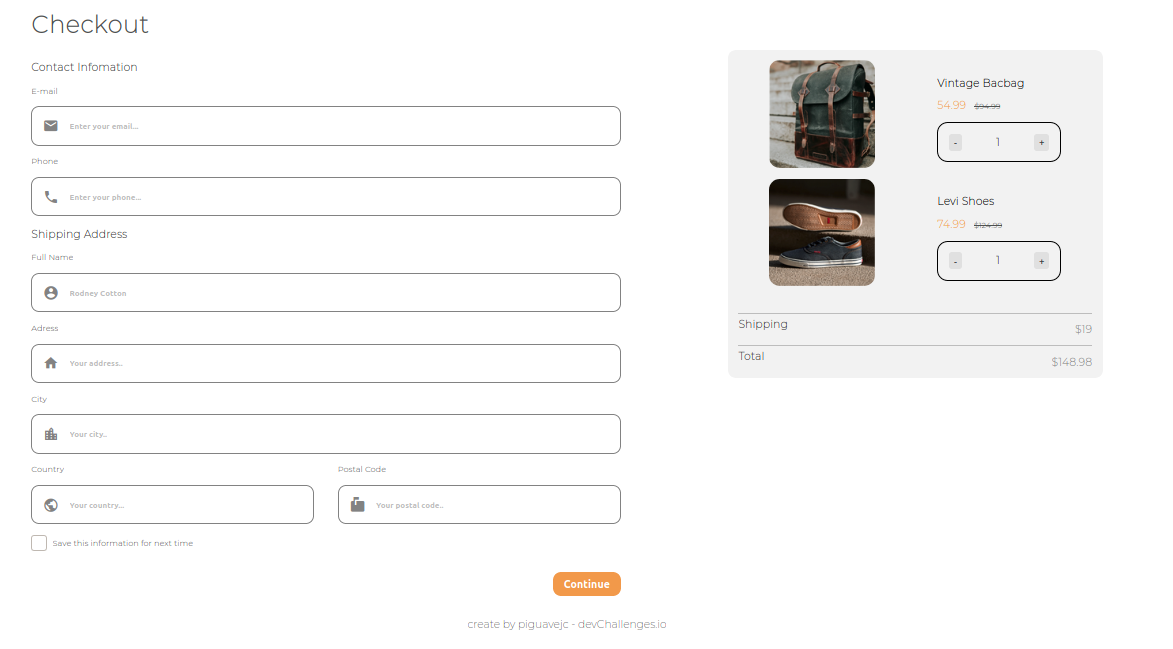 Checkout
Contact Infomation
E-mail
Enter your email...
Phone
Enter your phone...
Shipping Address
Full Name
Rodney Cotton
Adress
Your address..
City
Your city..
Country
Postal Code
Your country...
Your postal code..
Save this information for next time
Continue
Vintage Bacbag
54.99 $94.99
- 1 +
Levi Shoes
74.99 $124.99
- 1 +
Shipping
$19
Total
$148.98
create by piguavejc - devChallenges.io